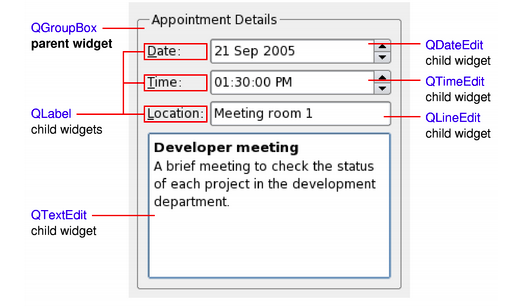 Appointment Details
QGroupBox
parent widget
Date:
21 Sep 2005
QDateEdit
child widget
Time:
01:30:00 PM
QTimeEdit
child widget
QLabel
child widgets
Location:
Meeting room 1
QLineEdit
child widget
Developer meeting
A brief meeting to check the status
of each project in the development
department.
QTextEdit
child widget